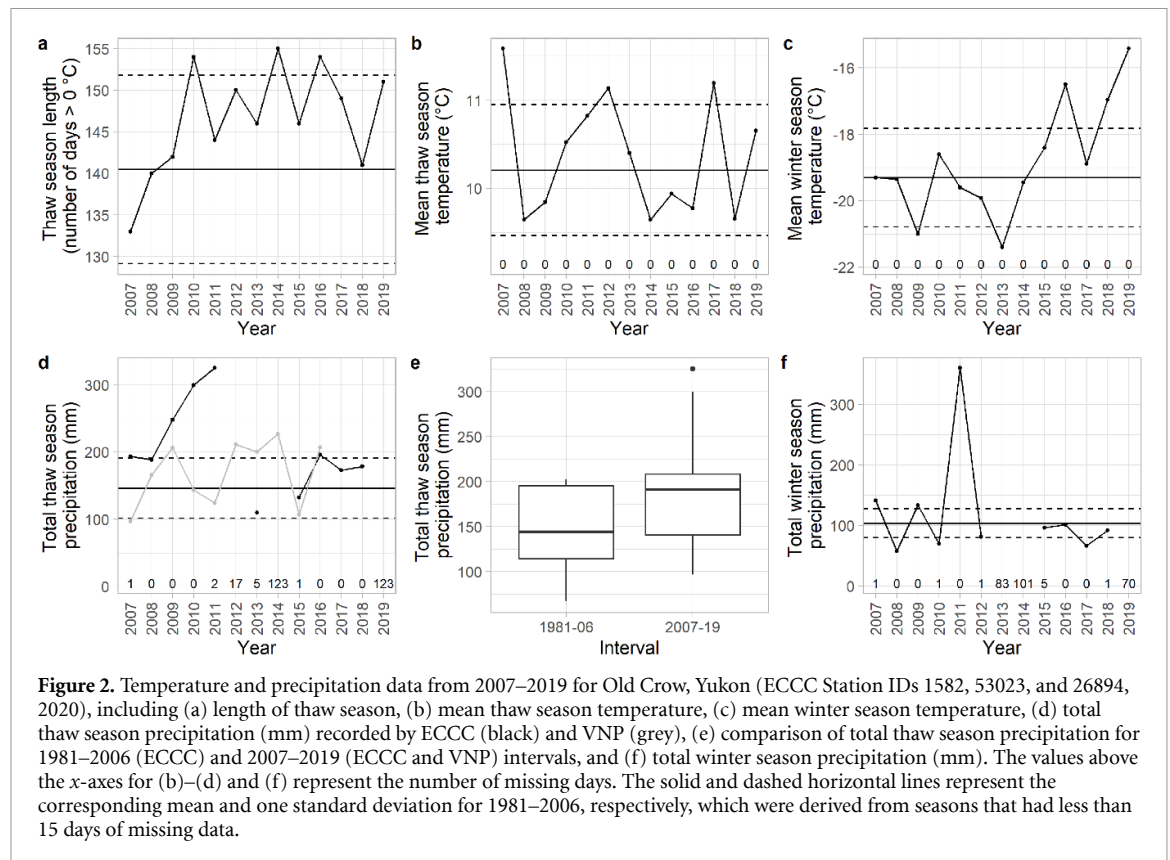 a
Thaw season length
(number of days > 0 °C)
155
150
145
140
135
130
2007 2008 2009 2010 2011 2012 2013 2014 2015 2016 2017 2018 2019
Year
b
Mean thaw season
temperature (°C)
11
10
0 0 0 0 0 0 0 0 0 0 0 0 0
2007 2008 2009 2010 2011 2012 2013 2014 2015 2016 2017 2018 2019
Year
c
Mean winter season
temperature (°C)
-16
-18
-20
-22
0 0 0 0 0 0 0 0 0 0 0 0 0
2007 2008 2009 2010 2011 2012 2013 2014 2015 2016 2017 2018 2019
Year
d
Total thaw season
precipitation (mm)
300
200
100
0
1 0 0 0 2 17 5 123 1 0 0 0 123
2007 2008 2009 2010 2011 2012 2013 2014 2015 2016 2017 2018 2019
Year
e
Total thaw season
precipitation (mm)
300
250
200
150
100
1981-06 2007-19
Interval
f
Total winter season
precipitation (mm)
300
200
100
0
1 0 0 1 0 1 83 101 5 0 0 1 70
2007 2008 2009 2010 2011 2012 2013 2014 2015 2016 2017 2018 2019
Year
Figure 2. Temperature and precipitation data from 2007–2019 for Old Crow, Yukon (ECCC Station IDs 1582, 53023, and 26894,
2020), including (a) length of thaw season, (b) mean thaw season temperature, (c) mean winter season temperature, (d) total
thaw season precipitation (mm) recorded by ECCC (black) and VNP (grey), (e) comparison of total thaw season precipitation for
1981–2006 (ECCC) and 2007–2019 (ECCC and VNP) intervals, and (f) total winter season precipitation (mm). The values above
the x-axes for (b)–(d) and (f) represent the number of missing days. The solid and dashed horizontal lines represent the
corresponding mean and one standard deviation for 1981–2006, respectively, which were derived from seasons that had less than
15 days of missing data.